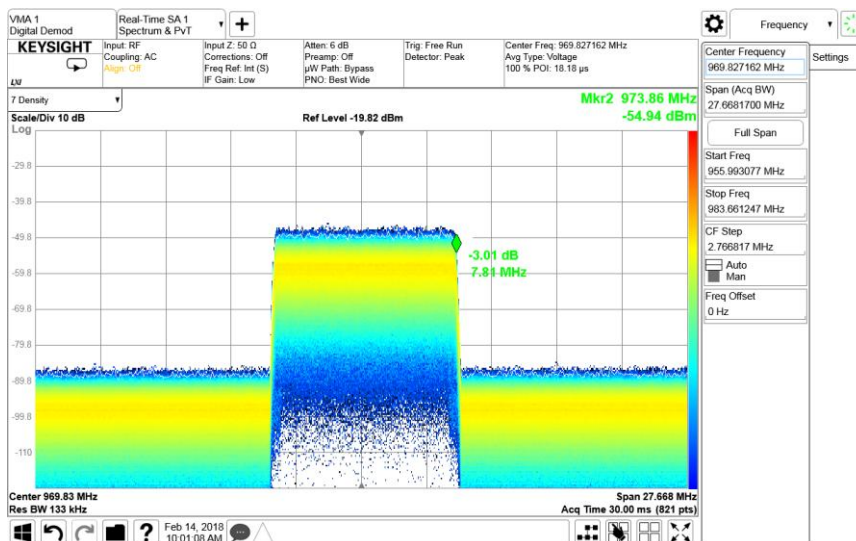 VMA 1
Digital Demod
Real-Time SA 1
Spectrum & PvT
Frequency
KEYSIGHT
LXI
Input: RF
Coupling: AC
Align: Off
Input Z: 50 Ω
Corrections: Off
Freq Ref: Int (S)
IF Gain: Low
Atten: 6 dB
Preamp: Off
µW Path: Bypass
PNO: Best Wide
Trig: Free Run
Detector: Peak
Center Freq: 969.827162 MHz
Avg Type: Voltage
100 % POI: 18.18 µs
7 Density
Mkr2 973.86 MHz
-54.94 dBm
Scale/Div 10 dB
Ref Level -19.82 dBm
Log
-29.8
-39.8
-49.8
-59.8
-69.8
-79.8
-89.8
-99.8
-110
-3.01 dB
7.81 MHz
Center 969.83 MHz
Res BW 133 kHz
Span 27.668 MHz
Acq Time 30.00 ms (821 pts)
Feb 14, 2018
10:01:08 AM
?
Center Frequency
969.827162 MHz
Settings
Span (Acq BW)
27.6681700 MHz
Full Span
Start Freq
955.993077 MHz
Stop Freq
983.661247 MHz
CF Step
2.766817 MHz
Auto
Man
Freq Offset
0 Hz